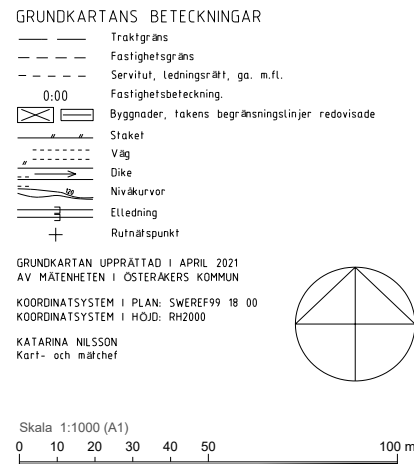 GRUNDKARTANS BETECKNINGAR
Traktgräns
Fastighetsgräns
Servitut, ledningsrätt, ga. m.fl.
0:00 Fastighetsbeteckning.
Byggnader, takens begränsningslinjer redovisade
Staket
Väg
Dike
120 Nivåkurvor
Elledning
Rutnätspunkt
GRUNDKARTAN UPPRÄTTAD I APRIL 2021
AV MÄTENHETEN I ÖSTERÅKERS KOMMUN
KOORDINATSYSTEM I PLAN: SWEREF99 18 00
KOORDINATSYSTEM I HÖJD: RH2000
KATARINA NILSSON
Kart- och mätchef
Skala 1:1000 (A1)
0 10 20 30 40 50 100 m